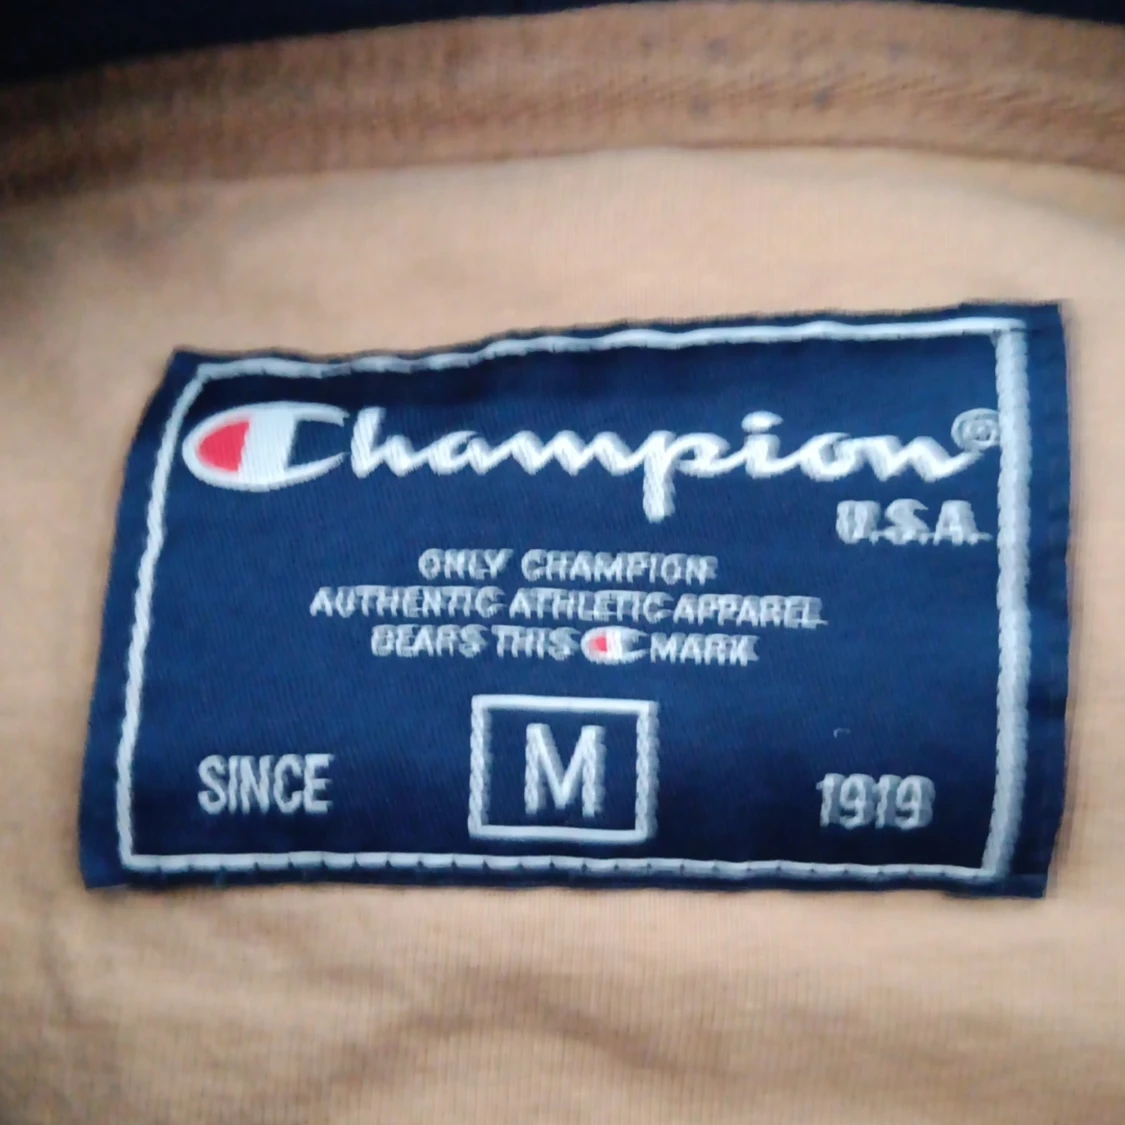 Champion®
U.S.A.
ONLY CHAMPION
AUTHENTIC ATHLETIC APPAREL
BEARS THIS C MARK
M
SINCE 1919